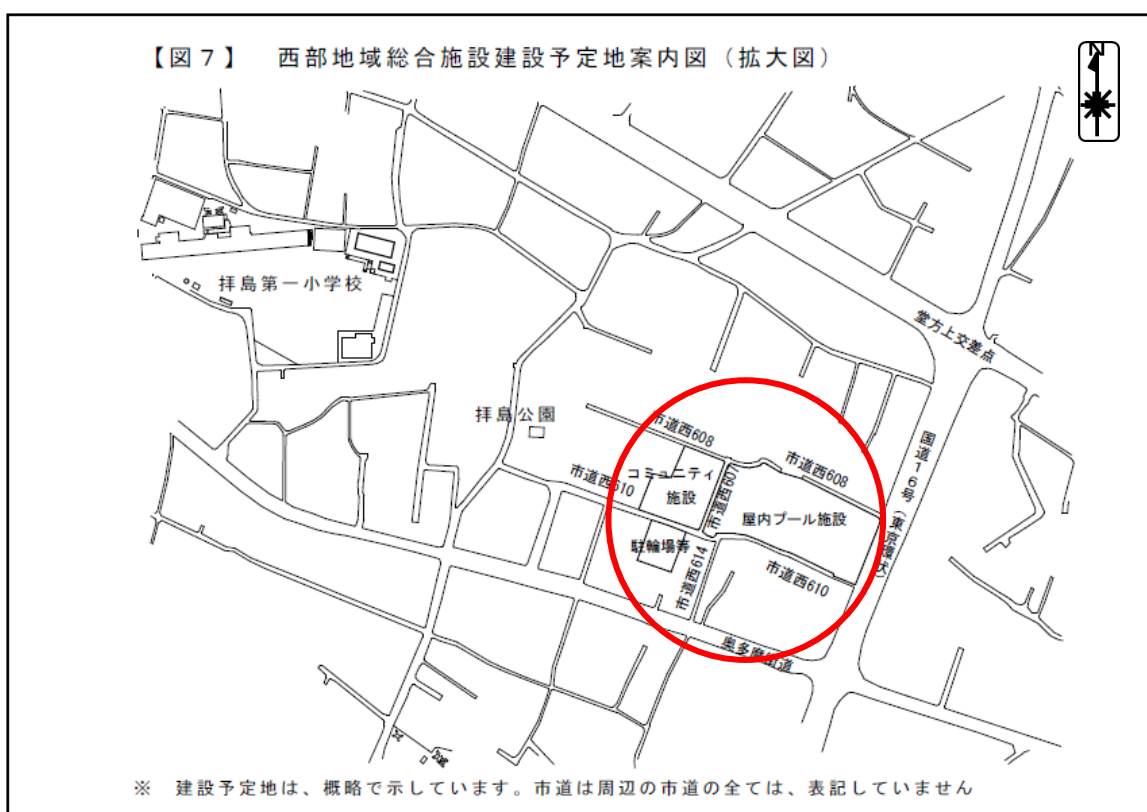 【図７】　西部地域総合施設建設予定地案内図（拡大図）
N
拝島第一小学校
堂方上交差点
拝島公園
市道西608
市道西608
国道１６号（東京環状）
市道西610
コミュニティ
施設
市道西607
屋内プール施設
駐輪場等
市道西614
市道西610
奥多摩街道
※　建設予定地は、概略で示しています。市道は周辺の市道の全ては、表記していません